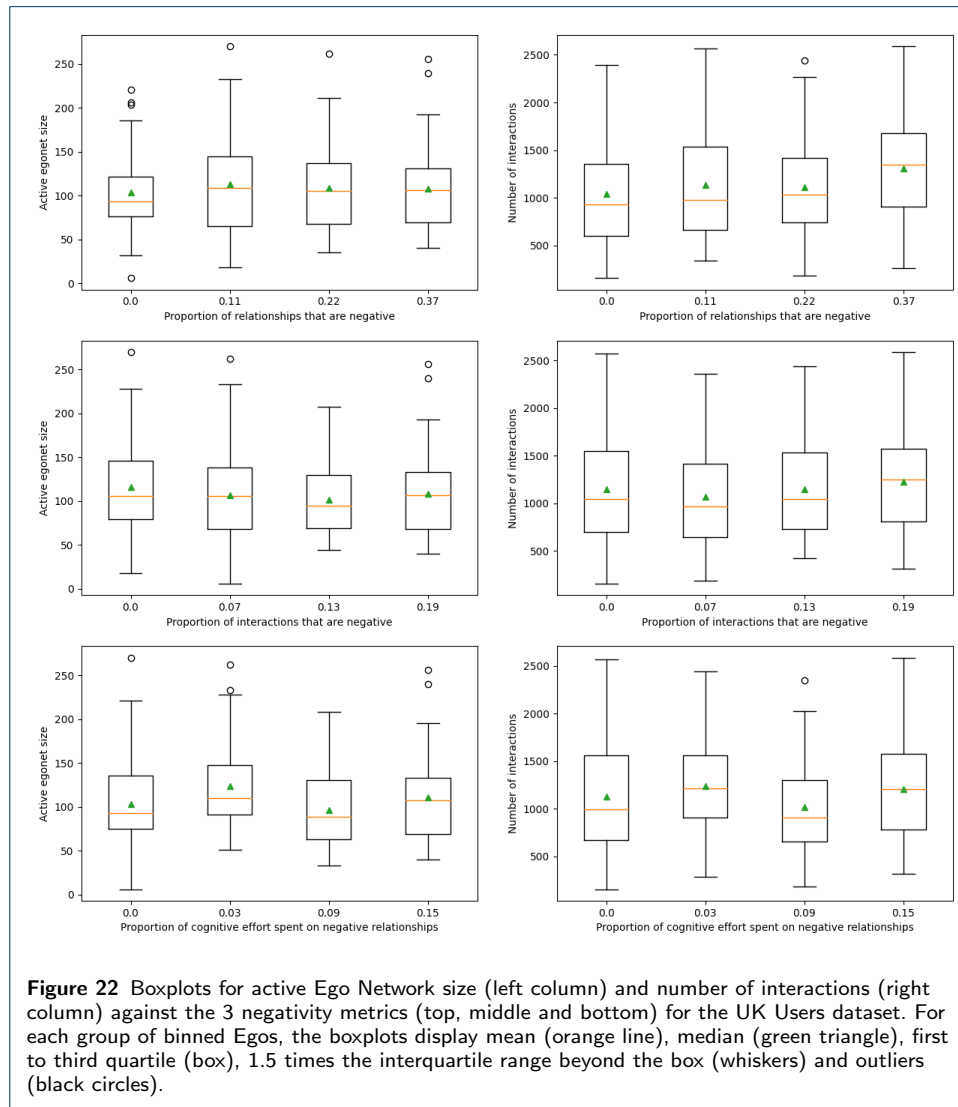 250
200
150
100
50
0
Active egonet size
0.0 0.11 0.22 0.37
Proportion of relationships that are negative
2500
2000
1500
1000
500
Number of interactions
0.0 0.11 0.22 0.37
Proportion of relationships that are negative
250
200
150
100
50
0
Active egonet size
0.0 0.07 0.13 0.19
Proportion of interactions that are negative
2500
2000
1500
1000
500
Number of interactions
0.0 0.07 0.13 0.19
Proportion of interactions that are negative
250
200
150
100
50
0
Active egonet size
0.0 0.03 0.09 0.15
Proportion of cognitive effort spent on negative relationships
2500
2000
1500
1000
500
Number of interactions
0.0 0.03 0.09 0.15
Proportion of cognitive effort spent on negative relationships
Figure 22 Boxplots for active Ego Network size (left column) and number of interactions (right
column) against the 3 negativity metrics (top, middle and bottom) for the UK Users dataset. For
each group of binned Egos, the boxplots display mean (orange line), median (green triangle), first
to third quartile (box), 1.5 times the interquartile range beyond the box (whiskers) and outliers
(black circles).